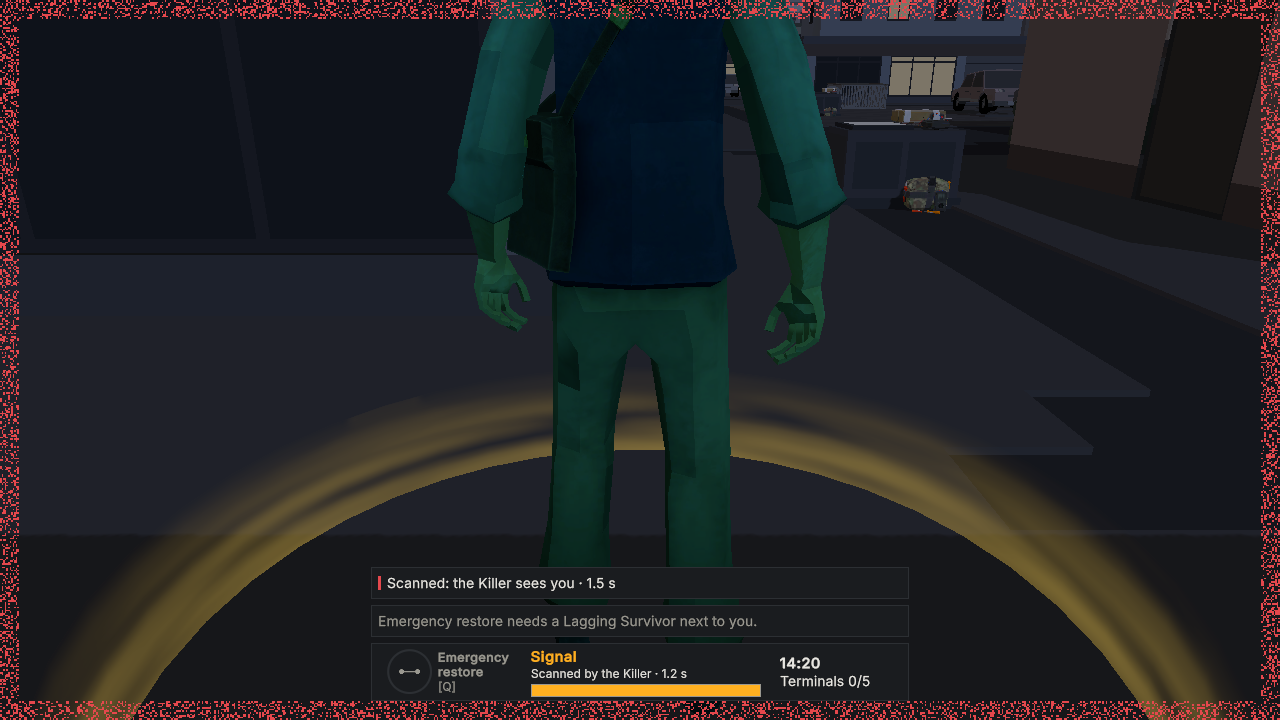 Scanned: the Killer sees you · 1.5 s
Emergency restore needs a Lagging Survivor next to you.
Emergency
restore
[Q]
Signal
Scanned by the Killer · 1.2 s
14:20
Terminals 0/5